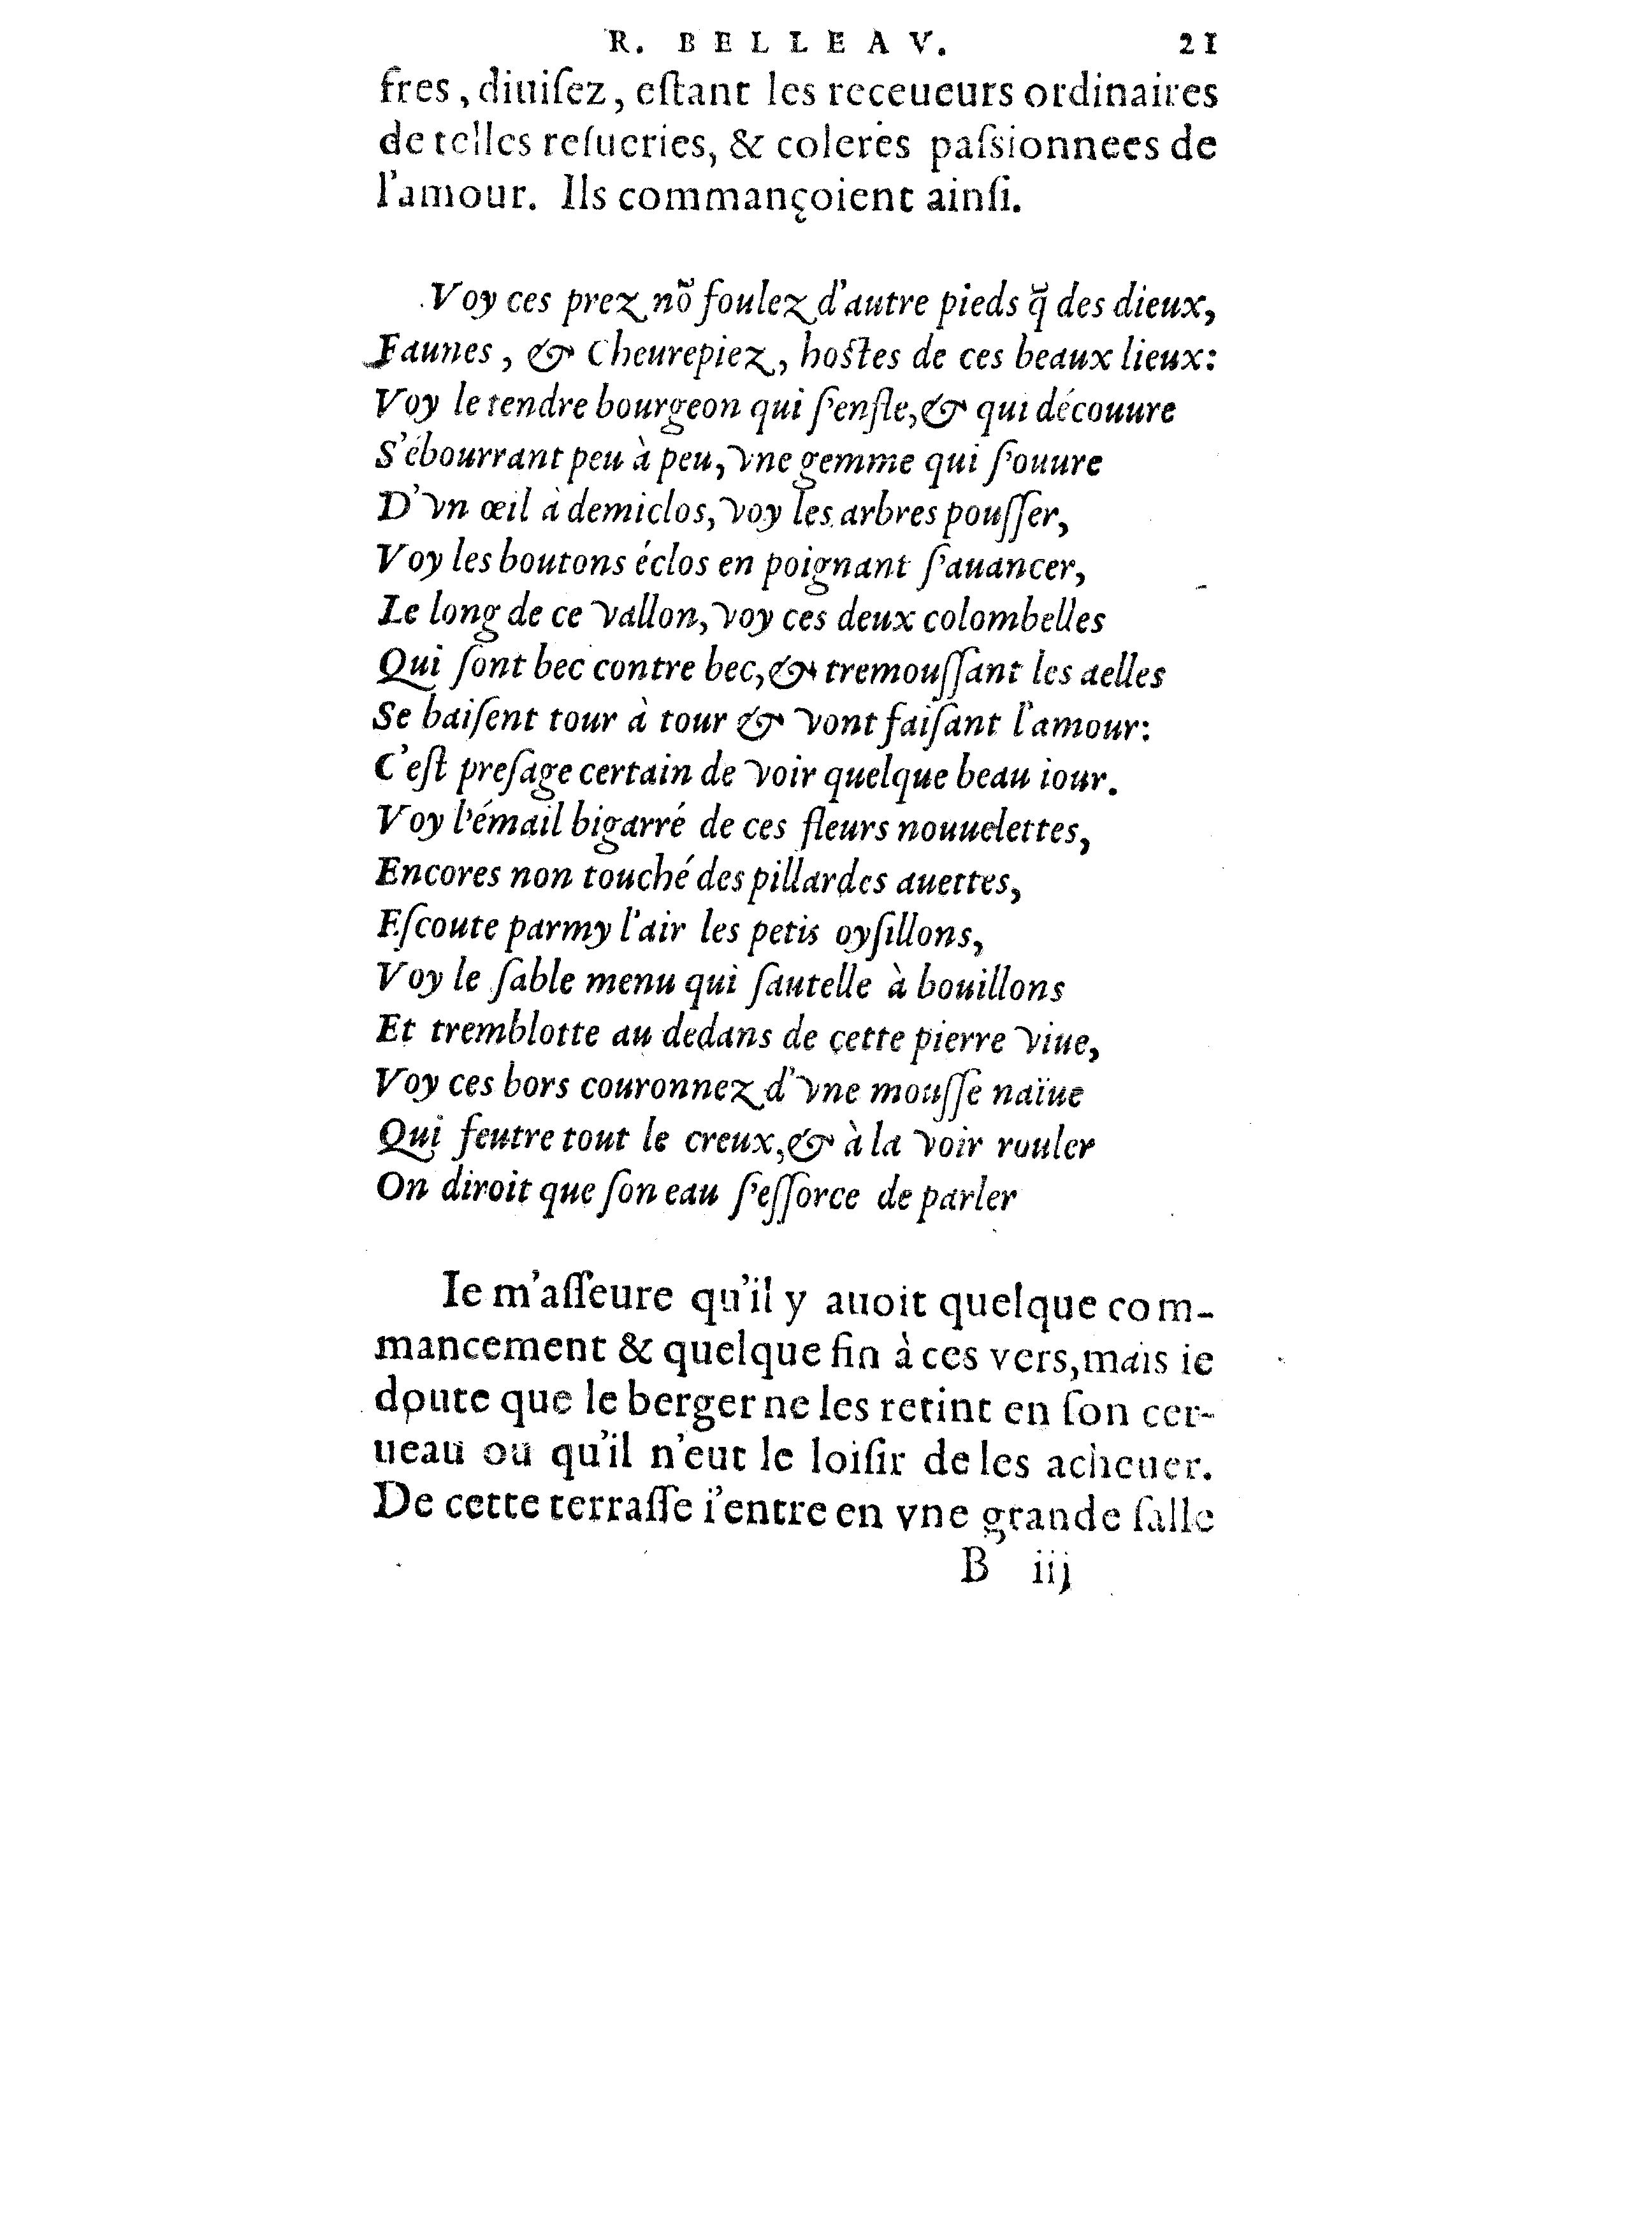 R. BELLEAV. 21
fres, diuiſez, eſtant les receueurs ordinaires
de telles reſueries, & coleres paſsionnees de
l'amour. Ils commançoient ainſi.
Voy ces prez nõ foulez d'autre pieds q̃ des dieux,
Faunes, & Cheurepiez, hoſtes de ces beaux lieux:
Voy le tendre bourgeon qui ſ'enfle, & qui découure
S'ébourrant peu à peu, vne gemme qui ſ'ouure
D'vn œil à demiclos, voy les arbres pouſſer,
Voy les boutons éclos en poignant ſ'auancer,
Le long de ce vallon, voy ces deux colombelles
Qui ſont bec contre bec, & tremouſſant les aelles
Se baiſent tour à tour & vont faiſant l'amour:
C'eſt preſage certain de voir quelque beau iour.
Voy l'émail bigarré de ces fleurs nouuelettes,
Encores non touché des pillardes auettes,
Eſcoute parmy l'air les petis oyſillons,
Voy le ſable menu qui ſautelle à bouillons
Et tremblotte au dedans de cette pierre viue,
Voy ces bors couronnez d'vne mouſſe naïue
Qui feutre tout le creux, & à la voir rouler
On diroit que ſon eau ſ'efforce de parler
Ie m'aſſeure qu'il y auoit quelque com-
mancement & quelque fin à ces vers, mais ie
doute que le berger ne les retint en ſon cer-
ueau ou qu'il n'eut le loiſir de les acheuer.
De cette terraſſe i'entre en vne grande ſalle
B iij